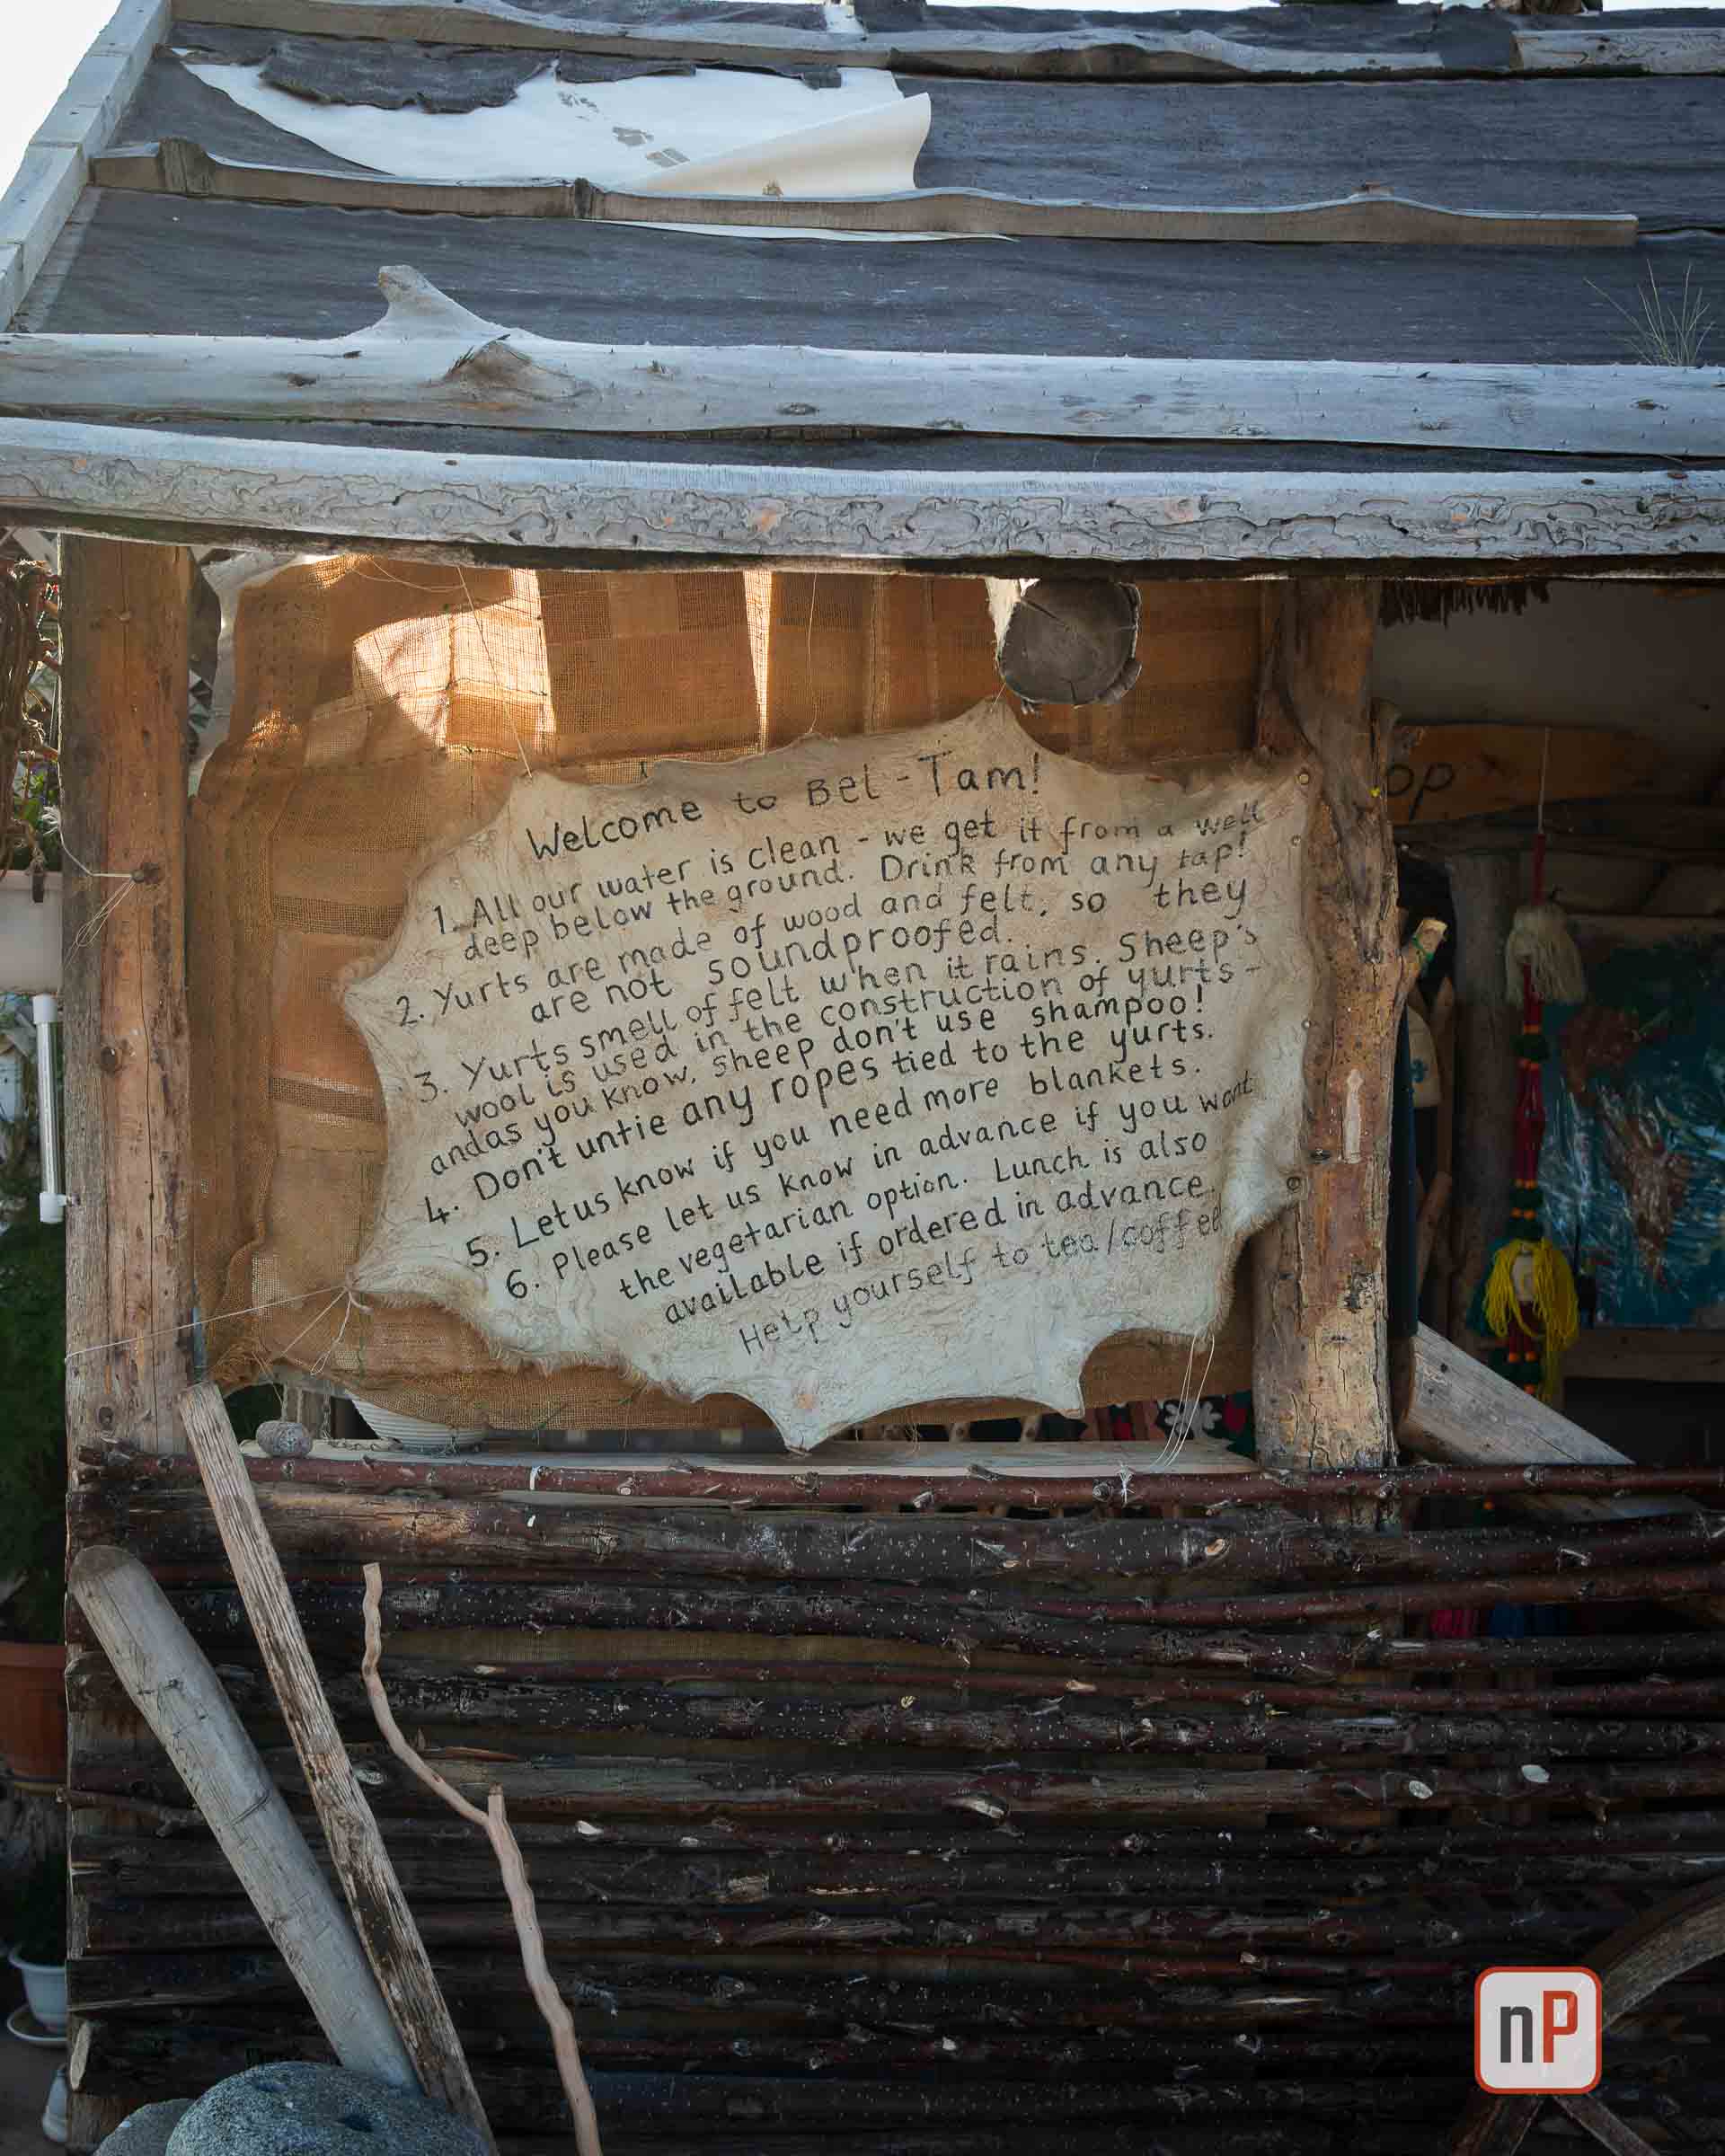 Welcome to Bel-Tam!
1. All our water is clean - we get it from a well
deep below the ground. Drink from any tap!
2. Yurts are made of wood and felt, so they
are not soundproofed.
3. Yurts smell of felt when it rains. Sheep's
wool is used in the construction of yurts -
andas you know, sheep don't use shampoo!
4. Don't untie any ropes tied to the yurts.
5. Let us know if you need more blankets.
6. Please let us know in advance if you want
the vegetarian option. Lunch is also
available if ordered in advance.
Help yourself to tea/coffee
nP